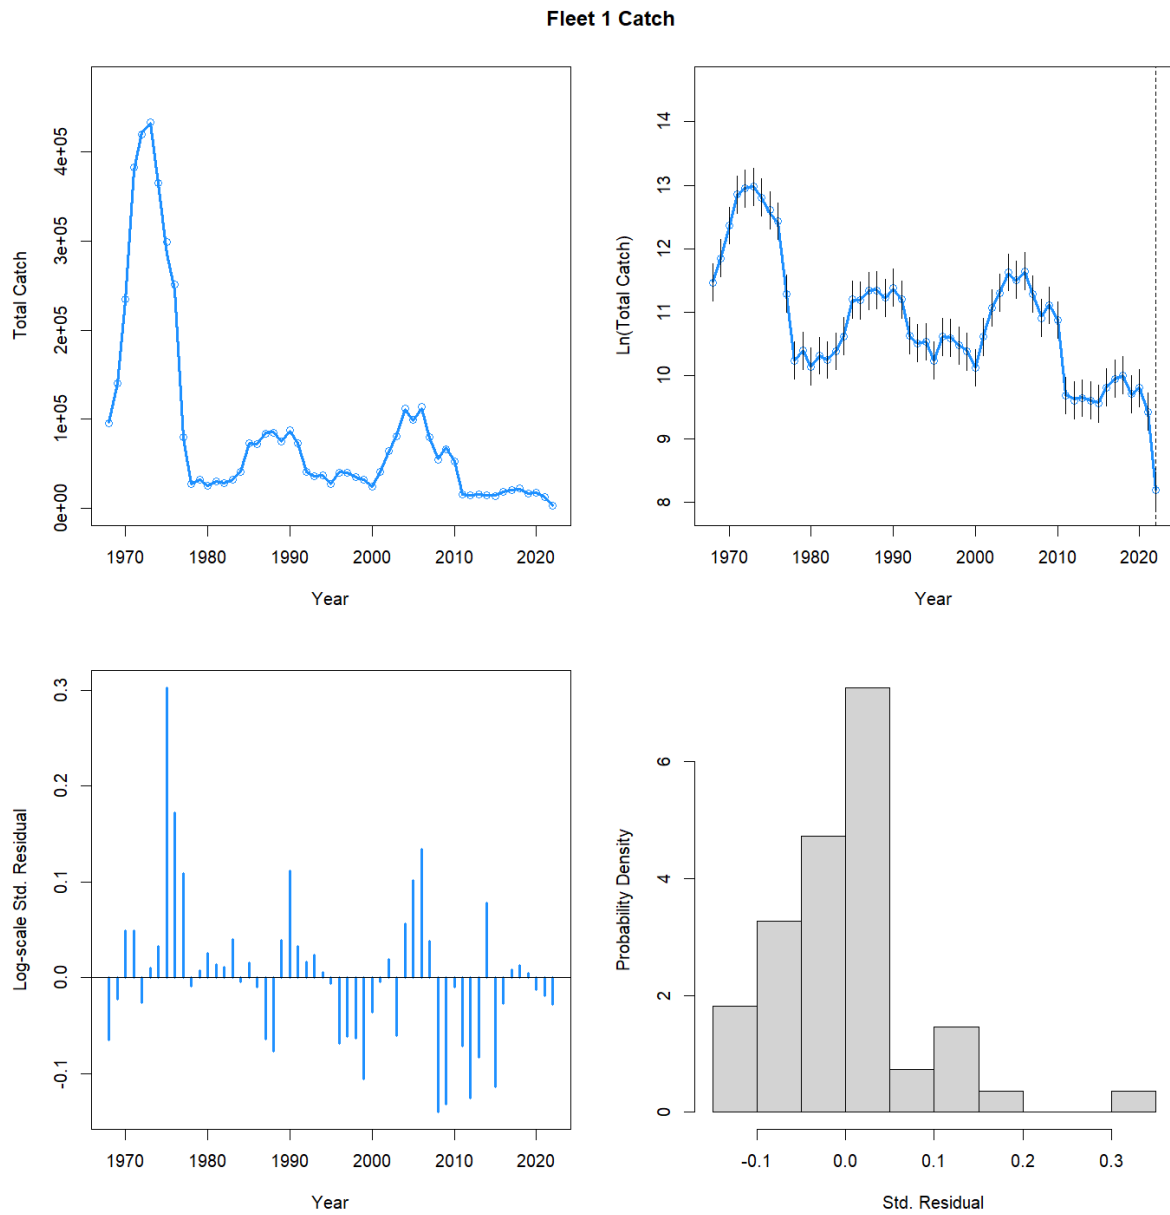 Fleet 1 Catch
Total Catch
0e+00 1e+05 2e+05 3e+05 4e+05
1970 1980 1990 2000 2010 2020
Year
Ln(Total Catch)
8 9 10 11 12 13 14
1970 1980 1990 2000 2010 2020
Year
Log-scale Std. Residual
-0.1 0.0 0.1 0.2 0.3
1970 1980 1990 2000 2010 2020
Year
Probability Density
0 2 4 6
-0.1 0.0 0.1 0.2 0.3
Std. Residual